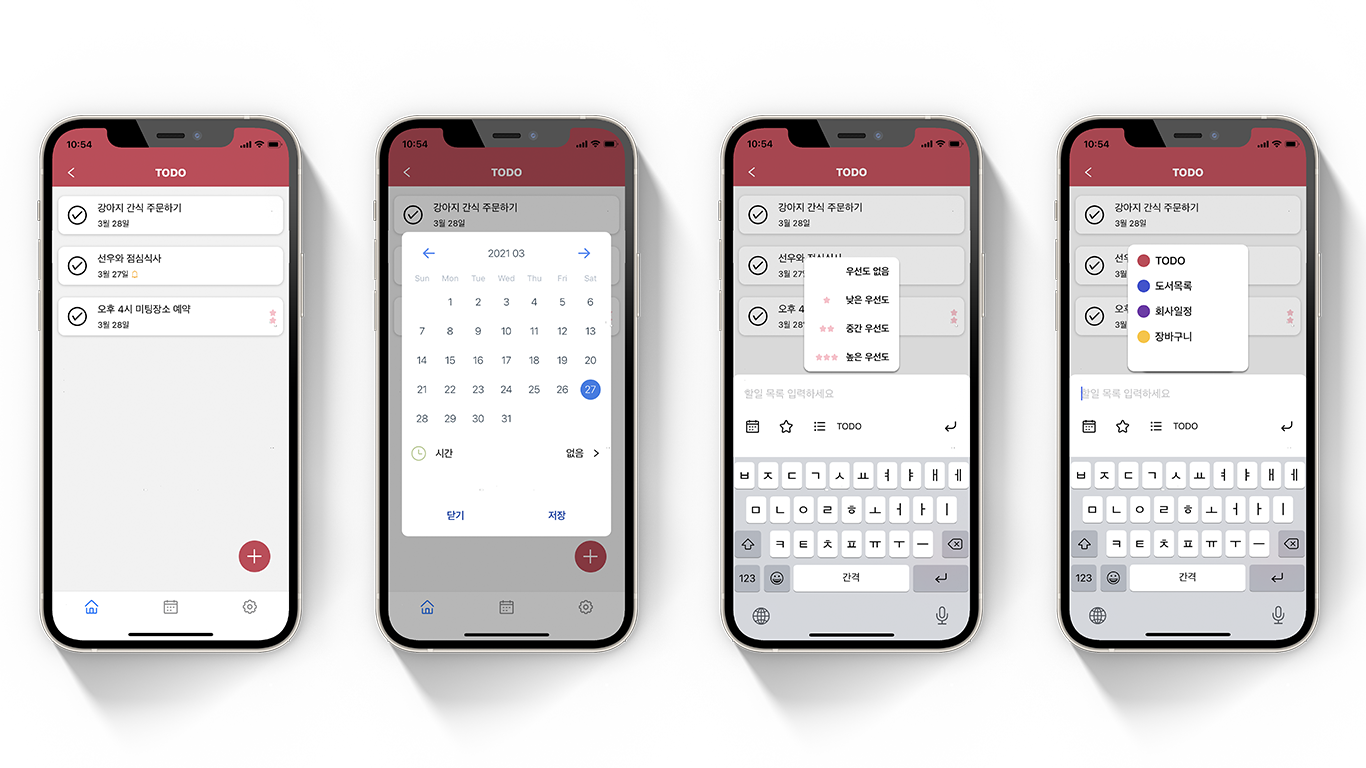 10:54
TODO
강아지 간식 주문하기
3월 28일
선우와 점심식사
3월 27일
오후 4시 미팅장소 예약
3월 28일
10:54
TODO
강아지 간식 주문하기
3월 28일
2021 03
Sun Mon Tue Wed Thu Fri Sat
1 2 3 4 5 6
7 8 9 10 11 12 13
14 15 16 17 18 19 20
21 22 23 24 25 26 27
28 29 30 31
시간 없음
닫기 저장
10:54
TODO
강아지 간식 주문하기
3월 28일
선우와 점심식사
3월 27
오후 4
3월 28
우선도 없음
낮은 우선도
중간 우선도
높은 우선도
할일 목록 입력하세요
TODO
ㅂ ㅈ ㄷ ㄱ ㅅ ㅛ ㅕ ㅑ ㅐ ㅔ
ㅁ ㄴ ㅇ ㄹ ㅎ ㅗ ㅓ ㅏ ㅣ
ㅋ ㅌ ㅊ ㅍ ㅠ ㅜ ㅡ
123 간격
10:54
TODO
강아지 간식 주문하기
3월 28일
선우
3월
오후
3월
TODO
도서목록
회사일정
장바구니
할일 목록 입력하세요
TODO
ㅂ ㅈ ㄷ ㄱ ㅅ ㅛ ㅕ ㅑ ㅐ ㅔ
ㅁ ㄴ ㅇ ㄹ ㅎ ㅗ ㅓ ㅏ ㅣ
ㅋ ㅌ ㅊ ㅍ ㅠ ㅜ ㅡ
123 간격